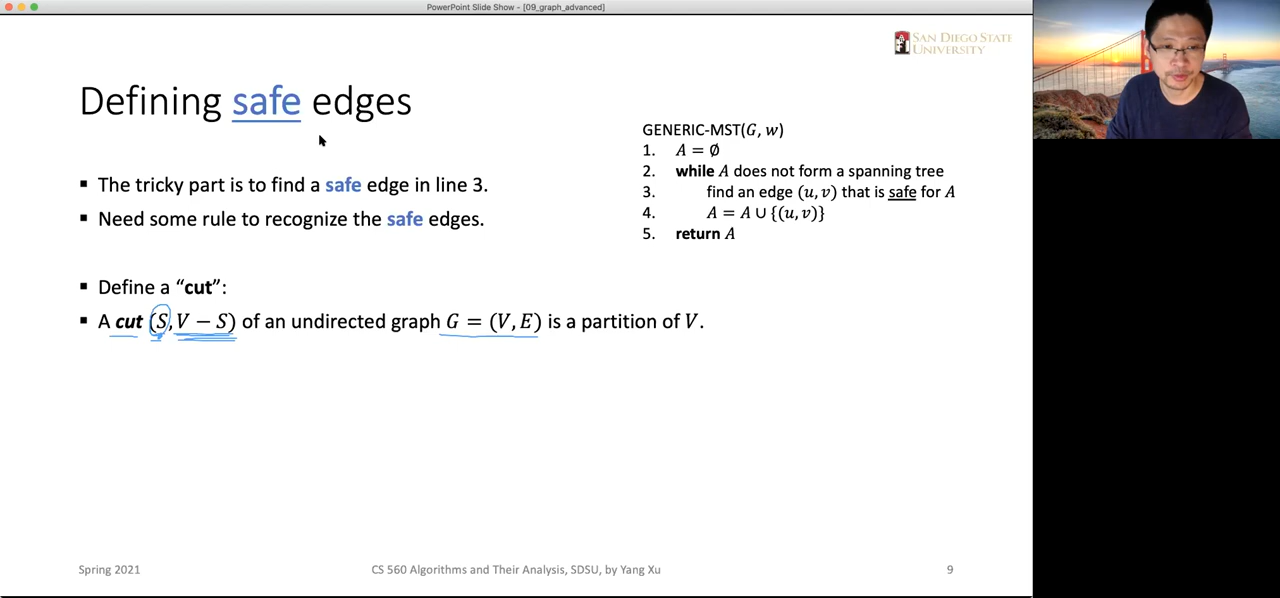 PowerPoint Slide Show - [09_graph_advanced]
SAN DIEGO STATE
UNIVERSITY
Defining safe edges
▪ The tricky part is to find a safe edge in line 3.
▪ Need some rule to recognize the safe edges.
▪ Define a “cut”:
▪ A cut (S, V − S) of an undirected graph G = (V, E) is a partition of V.
GENERIC-MST(G, w)
1. A = ∅
2. while A does not form a spanning tree
3. find an edge (u, v) that is safe for A
4. A = A ∪ {(u, v)}
5. return A
Spring 2021
CS 560 Algorithms and Their Analysis, SDSU, by Yang Xu
9